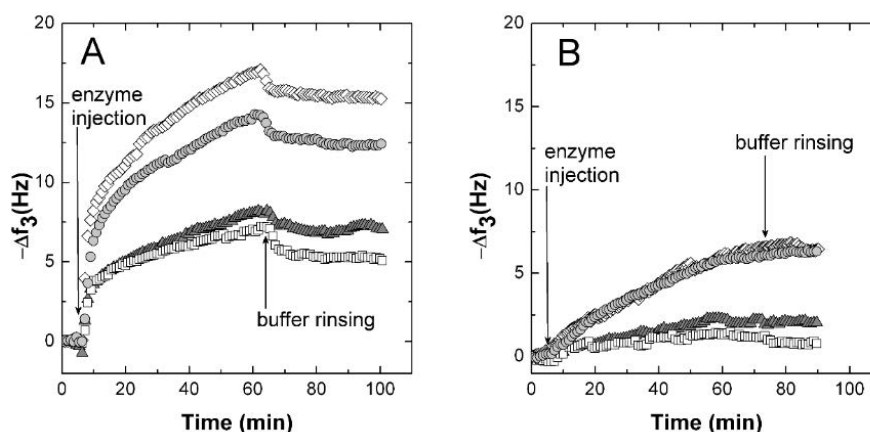 A
20
15
10
5
0
−Δf3(Hz)
enzyme
injection
buffer rinsing
0 20 40 60 80 100
Time (min)
B
20
15
10
5
0
−Δf3(Hz)
enzyme
injection
buffer rinsing
0 20 40 60 80 100
Time (min)